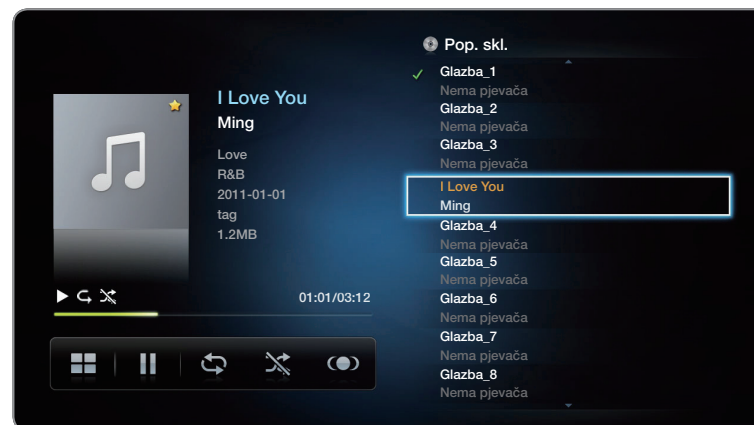 I Love You
Ming
Love
R&B
2011-01-01
tag
1.2MB
01:01/03:12
Pop. skl.
Glazba_1
Nema pjevača
Glazba_2
Nema pjevača
Glazba_3
Nema pjevača
I Love You
Ming
Glazba_4
Nema pjevača
Glazba_5
Nema pjevača
Glazba_6
Nema pjevača
Glazba_7
Nema pjevača
Glazba_8
Nema pjevača